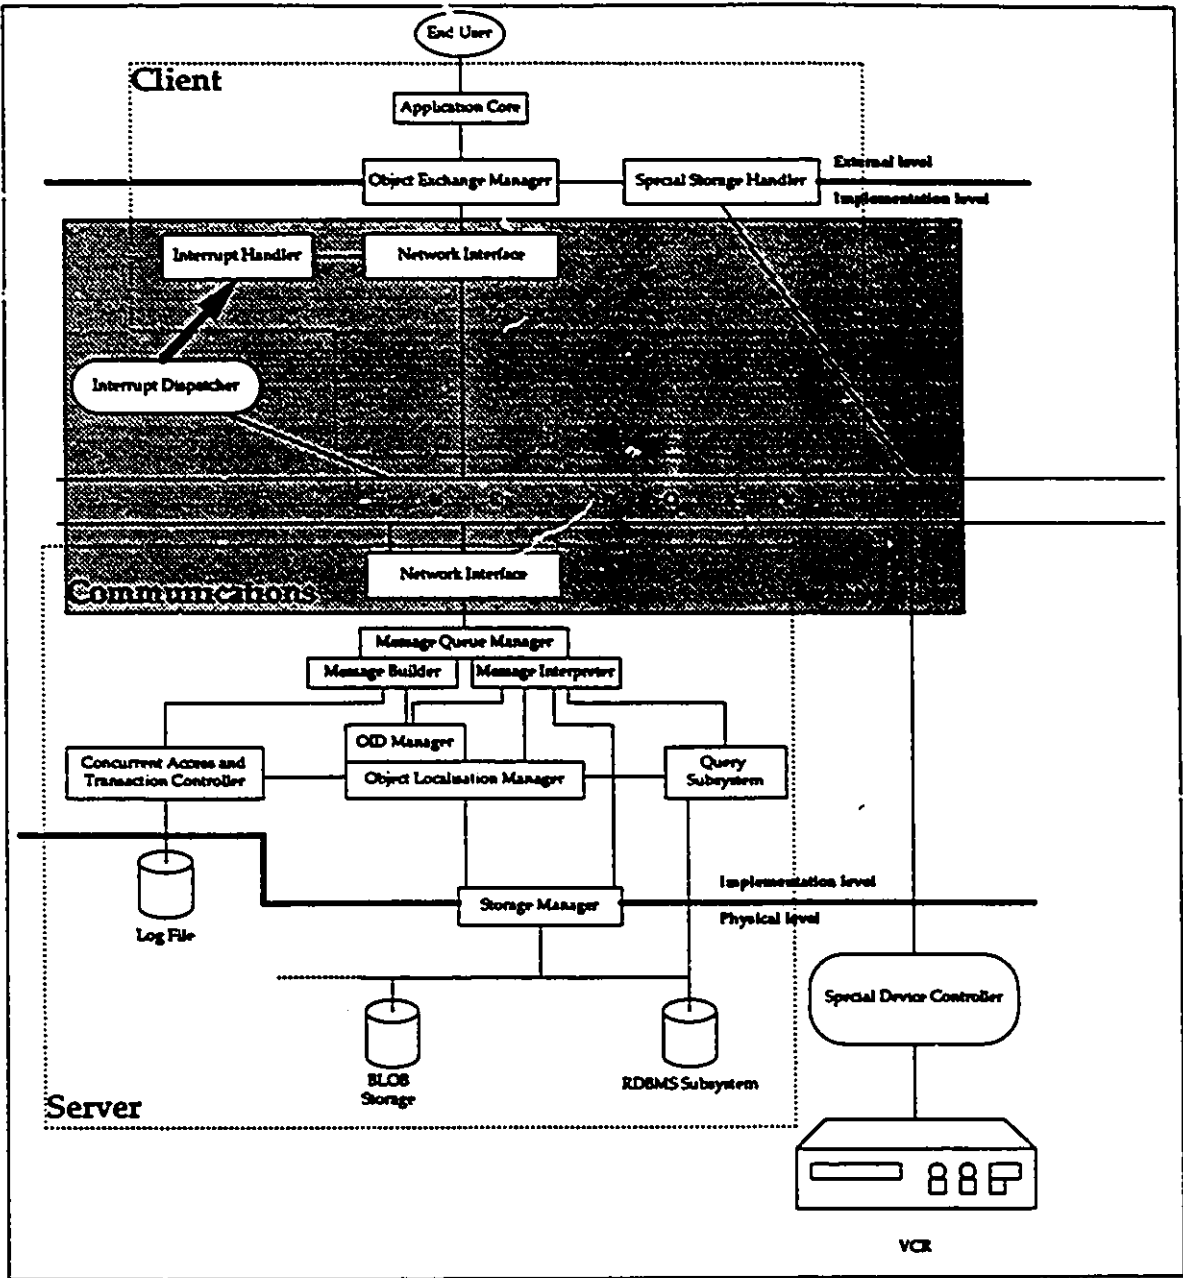 End User
Client
Application Core
Object Exchange Manager
Special Storage Handler
External level
Implementation level
Interrupt Handler
Network Interface
Interrupt Dispatcher
Network Interface
Communications
Message Queue Manager
Message Builder
Message Interpreter
OID Manager
Concurrent Access and
Transaction Controller
Object Localisation Manager
Query
Subsystem
Implementation level
Storage Manager
Physical level
Log File
Special Device Controller
BLOB
Storage
RDBMS Subsystem
Server
VCR